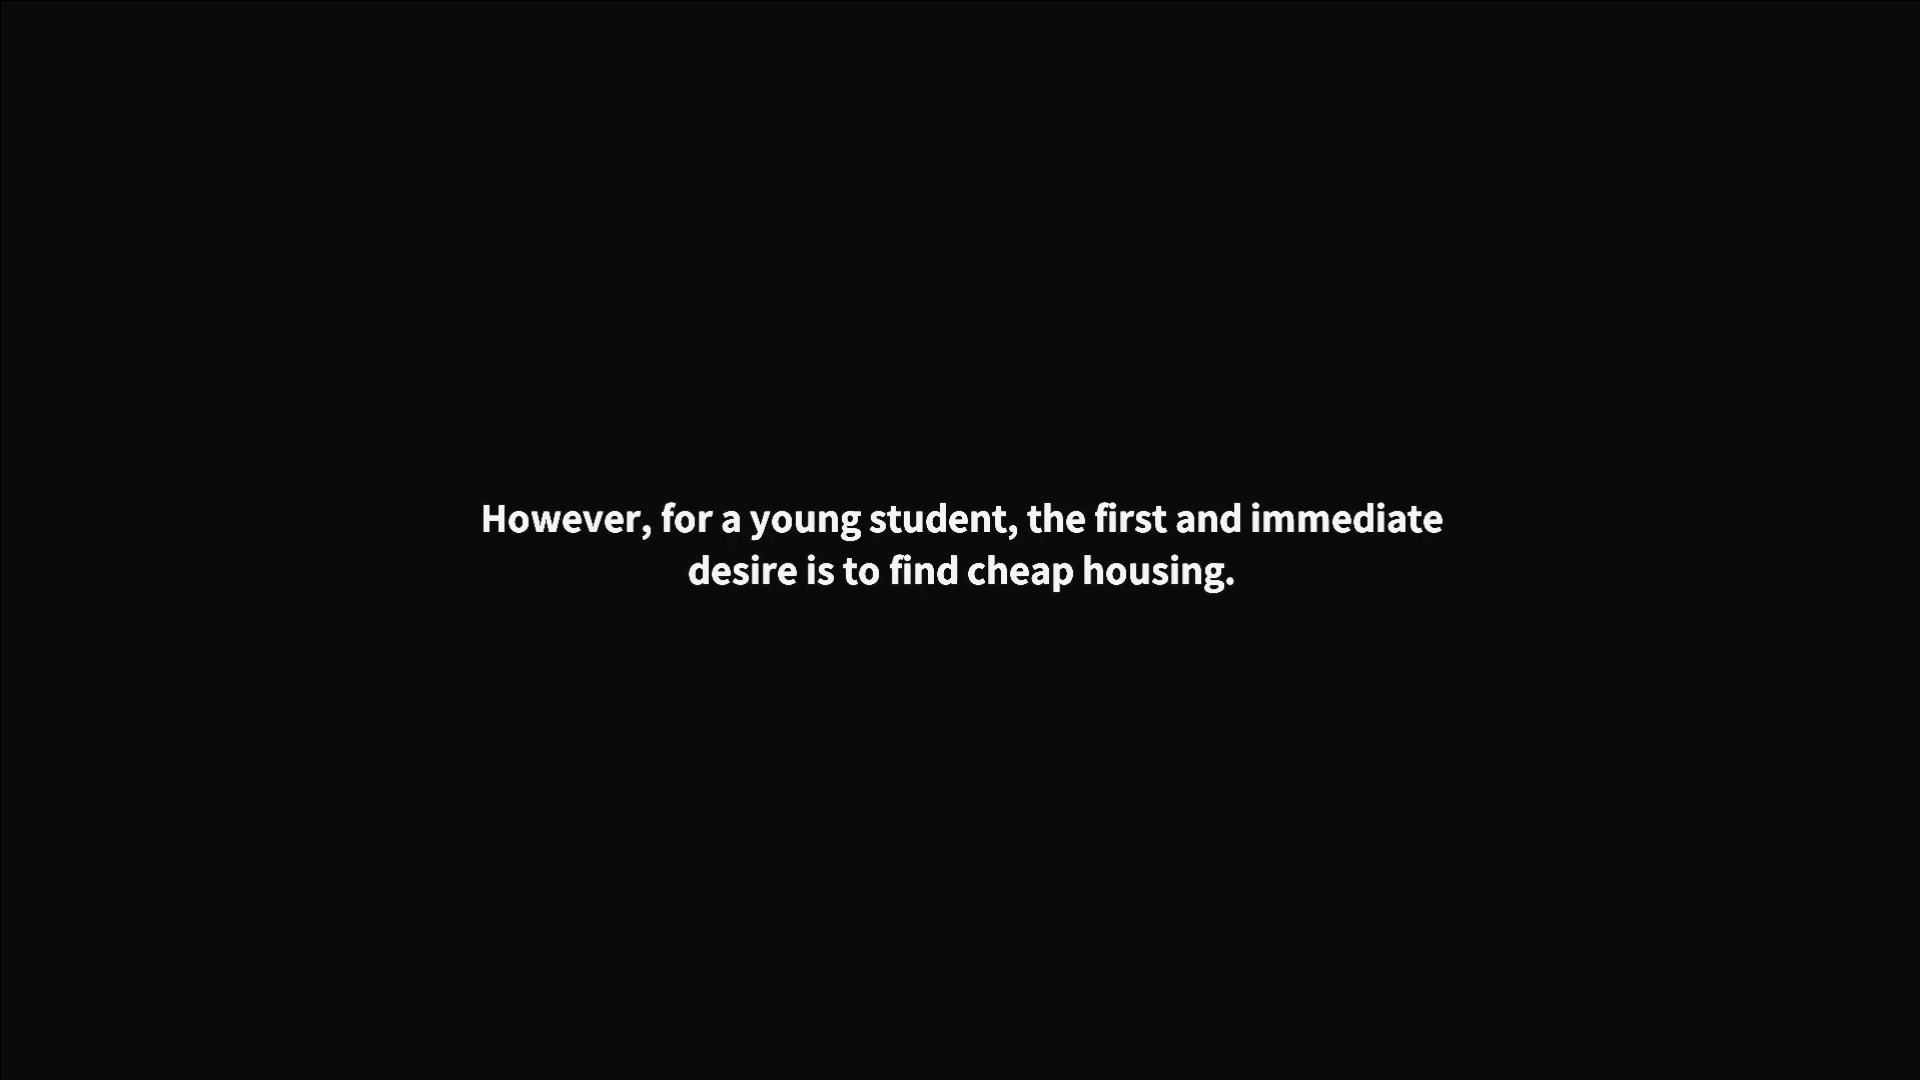 However, for a young student, the first and immediate
desire is to find cheap housing.